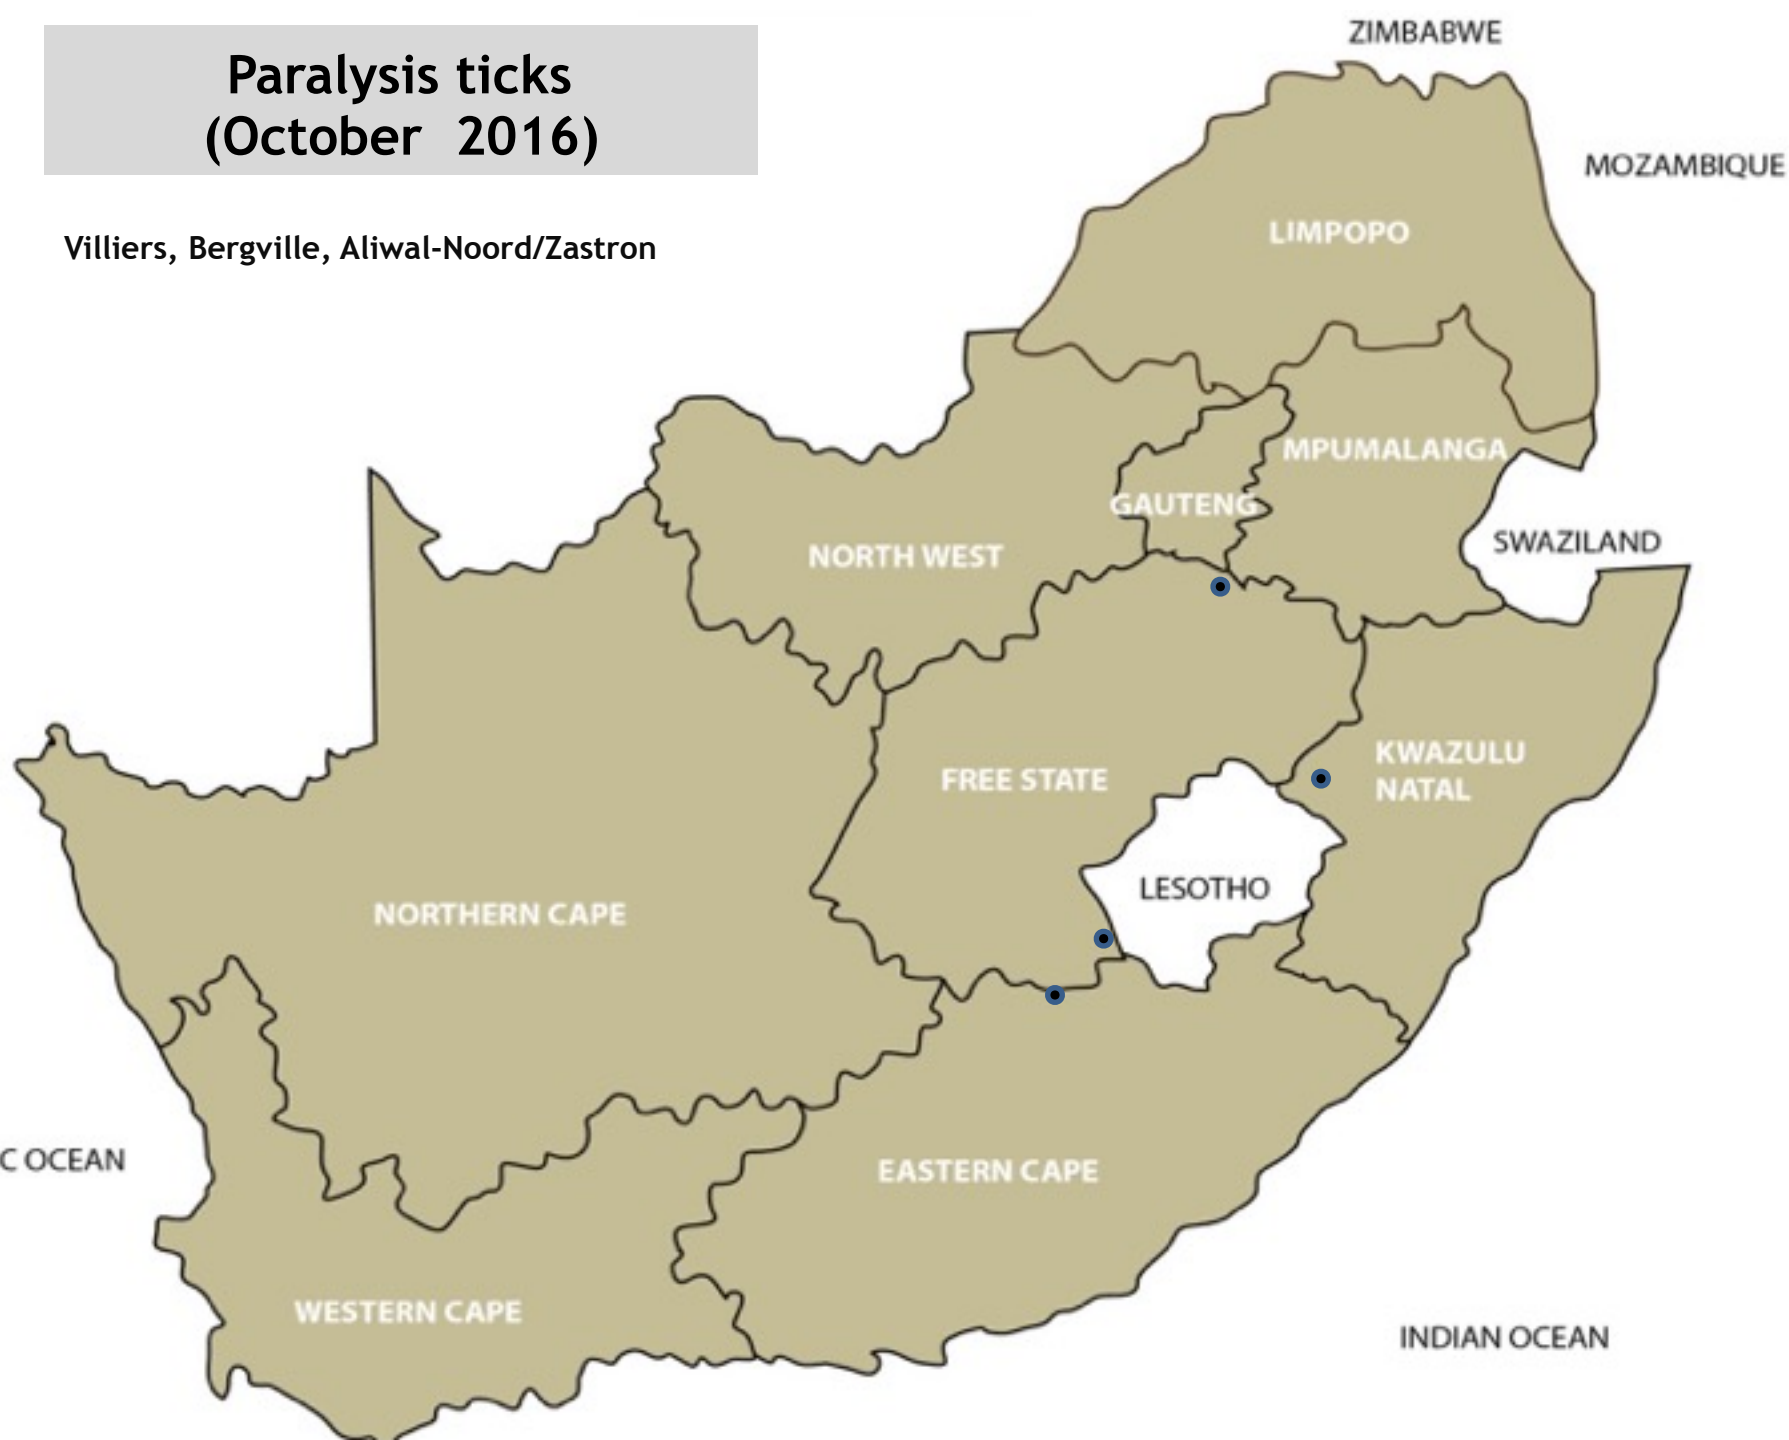 Paralysis ticks
(October 2016)
Villiers, Bergville, Aliwal-Noord/Zastron
ZIMBABWE
MOZAMBIQUE
LIMPOPO
MPUMALANGA
GAUTENG
SWAZILAND
NORTH WEST
KWAZULU
NATAL
FREE STATE
LESOTHO
NORTHERN CAPE
C OCEAN
EASTERN CAPE
WESTERN CAPE
INDIAN OCEAN